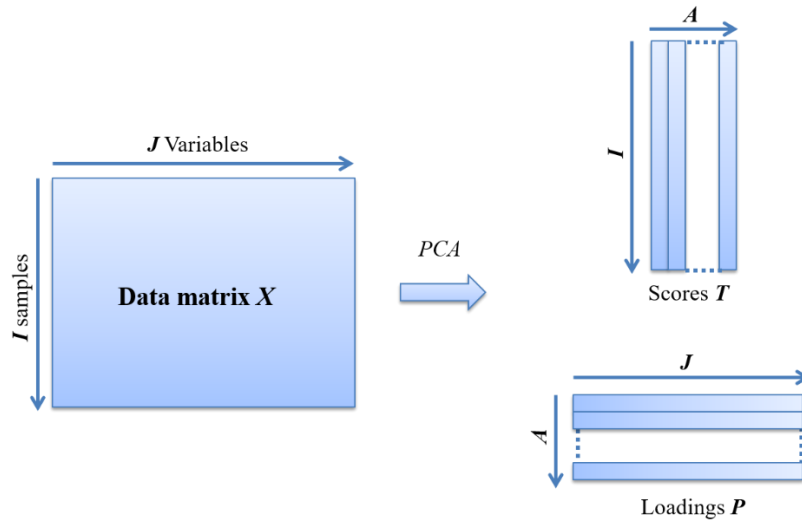 J Variables
I samples
Data matrix X
PCA
A
I
Scores T
J
A
Loadings P